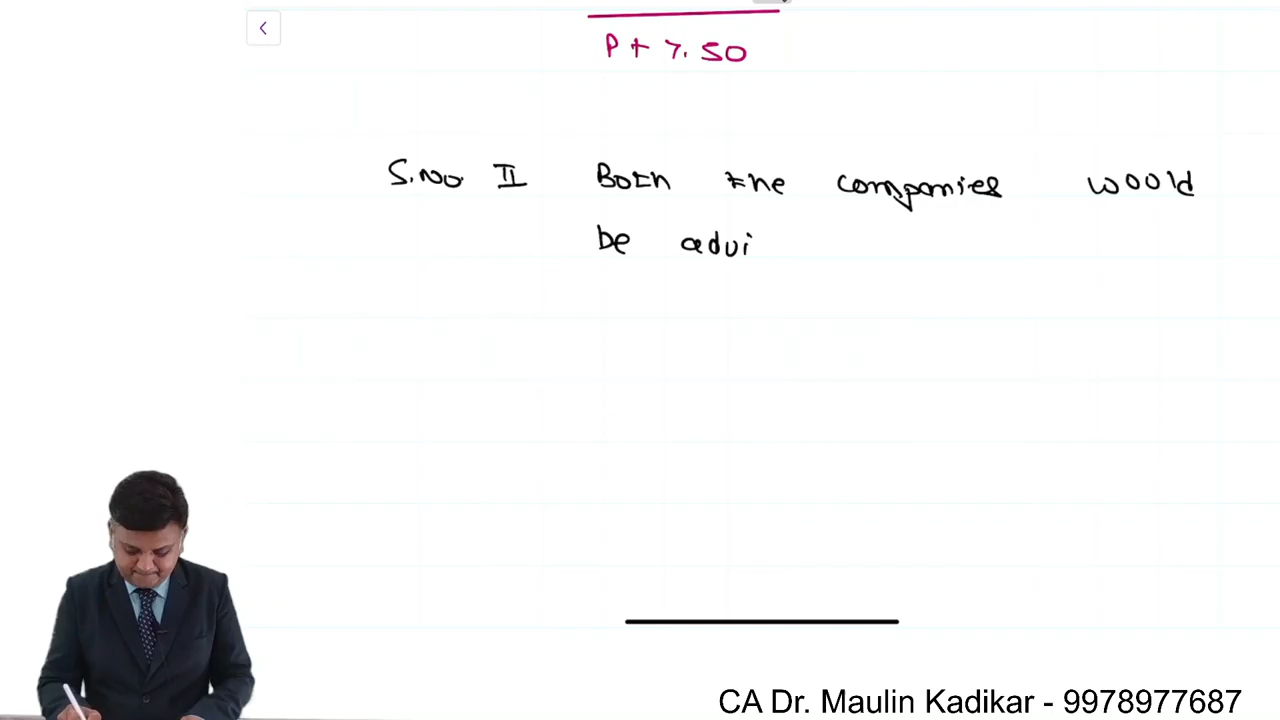 P + 7.50
S.No. II Both the companies would
be advi
CA Dr. Maulin Kadikar - 9978977687